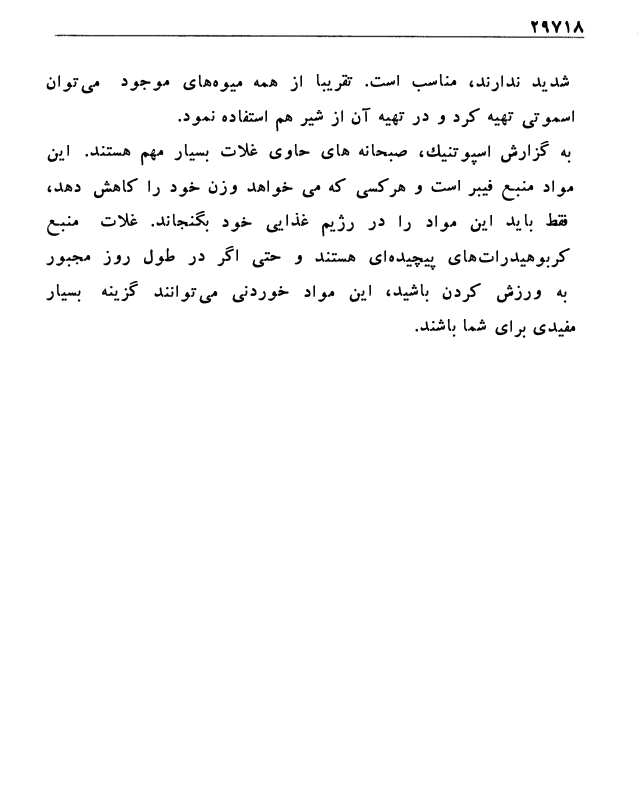 ۲۹۷۱۸
شدید ندارند، مناسب است. تقریبا از همه میوه‌های موجود می‌توان
اسموتی تهیه کرد و در تهیه آن از شیر هم استفاده نمود.
به گزارش اسپوتنیك، صبحانه های حاوی غلات بسیار مهم هستند. این
مواد منبع فیبر است و هرکسی که می خواهد وزن خود را کاهش دهد،
فقط باید این مواد را در رژیم غذایی خود بگنجاند. غلات منبع
کربوهیدرات‌های پیچیده‌ای هستند و حتی اگر در طول روز مجبور
به ورزش کردن باشید، این مواد خوردنی می‌توانند گزینه بسیار
مفیدی برای شما باشند.